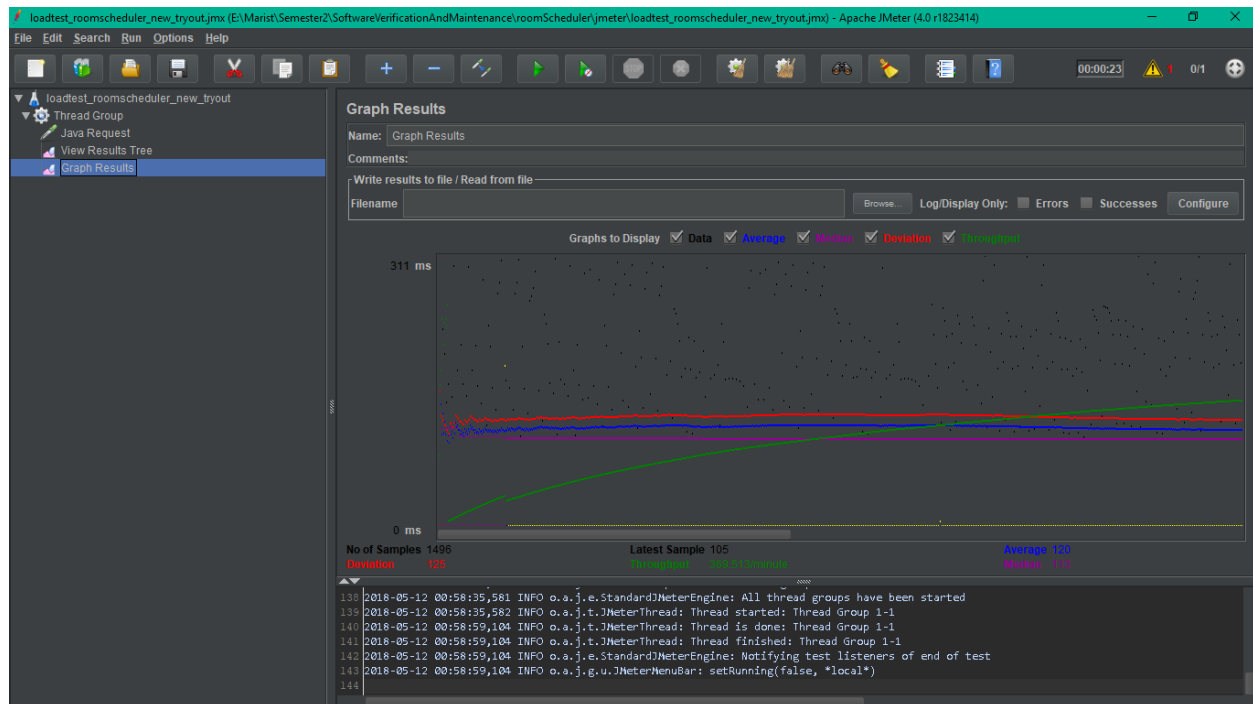 loadtest_roomscheduler_new_tryout.jmx (E:\Marist\Semester2\SoftwareVerificationAndMaintenance\roomScheduler\jmeter\loadtest_roomscheduler_new_tryout.jmx) - Apache JMeter (4.0 r1823414)
File Edit Search Run Options Help
00:00:23 1 0/1
loadtest_roomscheduler_new_tryout
Thread Group
Java Request
View Results Tree
Graph Results
Graph Results
Name: Graph Results
Comments:
Write results to file / Read from file
Filename Browse... Log/Display Only: Errors Successes Configure
Graphs to Display Data Average Median Deviation Throughput
311 ms
0 ms
No of Samples 1496 Latest Sample 105 Average 120
Deviation 125 Throughput Median
138 2018-05-12 00:58:35,581 INFO o.a.j.e.StandardJMeterEngine: All thread groups have been started
139 2018-05-12 00:58:35,582 INFO o.a.j.t.JMeterThread: Thread started: Thread Group 1-1
140 2018-05-12 00:58:59,104 INFO o.a.j.t.JMeterThread: Thread is done: Thread Group 1-1
141 2018-05-12 00:58:59,104 INFO o.a.j.t.JMeterThread: Thread finished: Thread Group 1-1
142 2018-05-12 00:58:59,104 INFO o.a.j.e.StandardJMeterEngine: Notifying test listeners of end of test
143 2018-05-12 00:58:59,104 INFO o.a.j.g.u.JMeterMenuBar: setRunning(false, *local*)
144